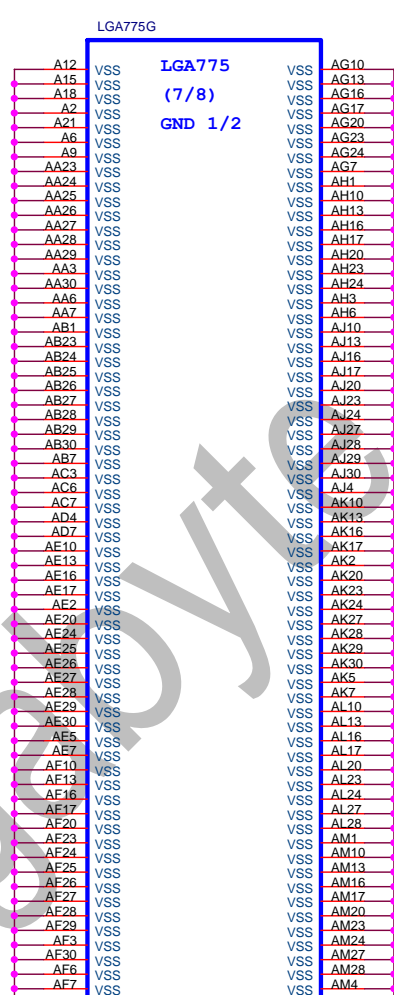 LGA775G
A12 VSS LGA775 VSS AG10
A15 VSS VSS AG13
A18 VSS (7/8) VSS AG16
A2 VSS VSS AG17
A21 VSS GND 1/2 VSS AG20
A6 VSS VSS AG23
A9 VSS VSS AG24
AA23 VSS VSS AG7
AA24 VSS VSS AH1
AA25 VSS VSS AH10
AA26 VSS VSS AH13
AA27 VSS VSS AH16
AA28 VSS VSS AH17
AA29 VSS VSS AH20
AA3 VSS VSS AH23
AA30 VSS VSS AH24
AA6 VSS VSS AH3
AA7 VSS VSS AH6
AB1 VSS VSS AJ10
AB23 VSS VSS AJ13
AB24 VSS VSS AJ16
AB25 VSS VSS AJ17
AB26 VSS VSS AJ20
AB27 VSS VSS AJ23
AB28 VSS VSS AJ24
AB29 VSS VSS AJ27
AB30 VSS VSS AJ28
AB7 VSS VSS AJ29
AC3 VSS VSS AJ30
AC6 VSS VSS AJ4
AC7 VSS VSS AK10
AD4 VSS VSS AK13
AD7 VSS VSS AK16
AE10 VSS VSS AK17
AE13 VSS VSS AK2
AE16 VSS VSS AK20
AE17 VSS VSS AK23
AE2 VSS VSS AK24
AE20 VSS VSS AK27
AE24 VSS VSS AK28
AE25 VSS VSS AK29
AE26 VSS VSS AK30
AE27 VSS VSS AK5
AE28 VSS VSS AK7
AE29 VSS VSS AL10
AE30 VSS VSS AL13
AE5 VSS VSS AL16
AE7 VSS VSS AL17
AF10 VSS VSS AL20
AF13 VSS VSS AL23
AF16 VSS VSS AL24
AF17 VSS VSS AL27
AF20 VSS VSS AL28
AF23 VSS VSS AM1
AF24 VSS VSS AM10
AF25 VSS VSS AM13
AF26 VSS VSS AM16
AF27 VSS VSS AM17
AF28 VSS VSS AM20
AF29 VSS VSS AM23
AF3 VSS VSS AM24
AF30 VSS VSS AM27
AF6 VSS VSS AM28
AF7 VSS VSS AM4